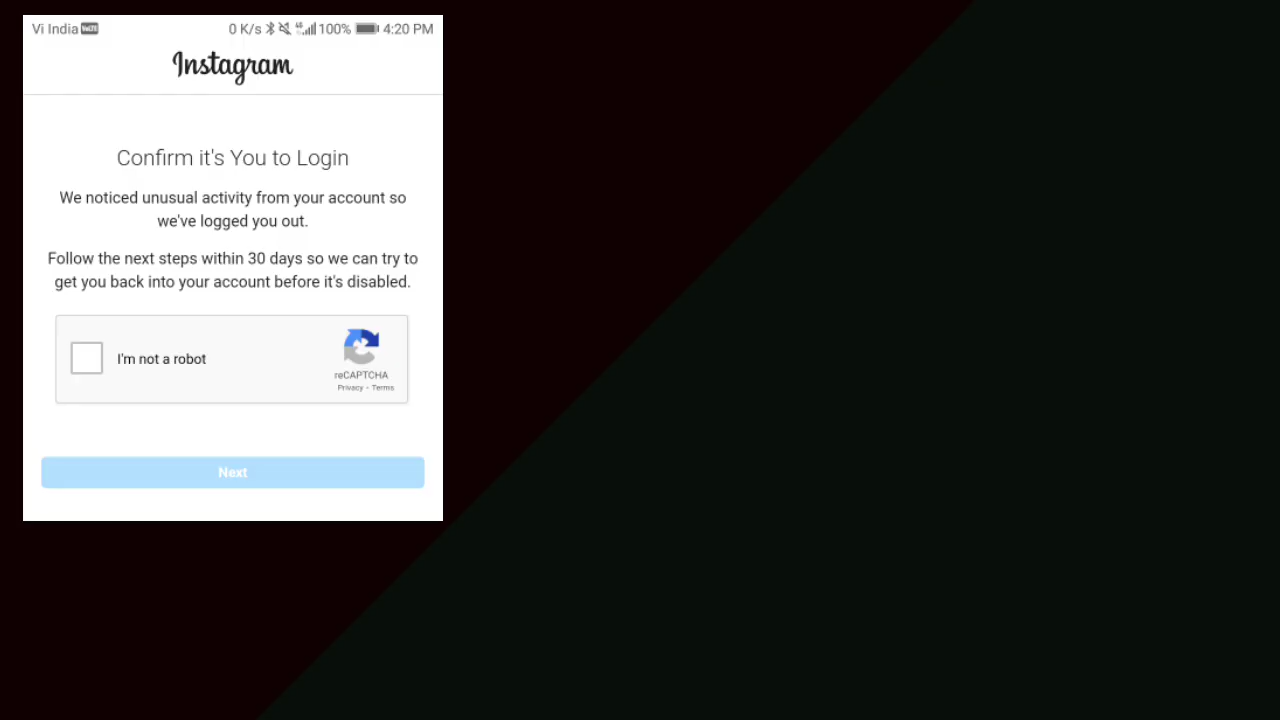 Vi India VoLTE 0 K/s 4G 100% 4:20 PM
Instagram
Confirm it's You to Login
We noticed unusual activity from your account so
we've logged you out.
Follow the next steps within 30 days so we can try to
get you back into your account before it's disabled.
I'm not a robot
reCAPTCHA
Privacy - Terms
Next